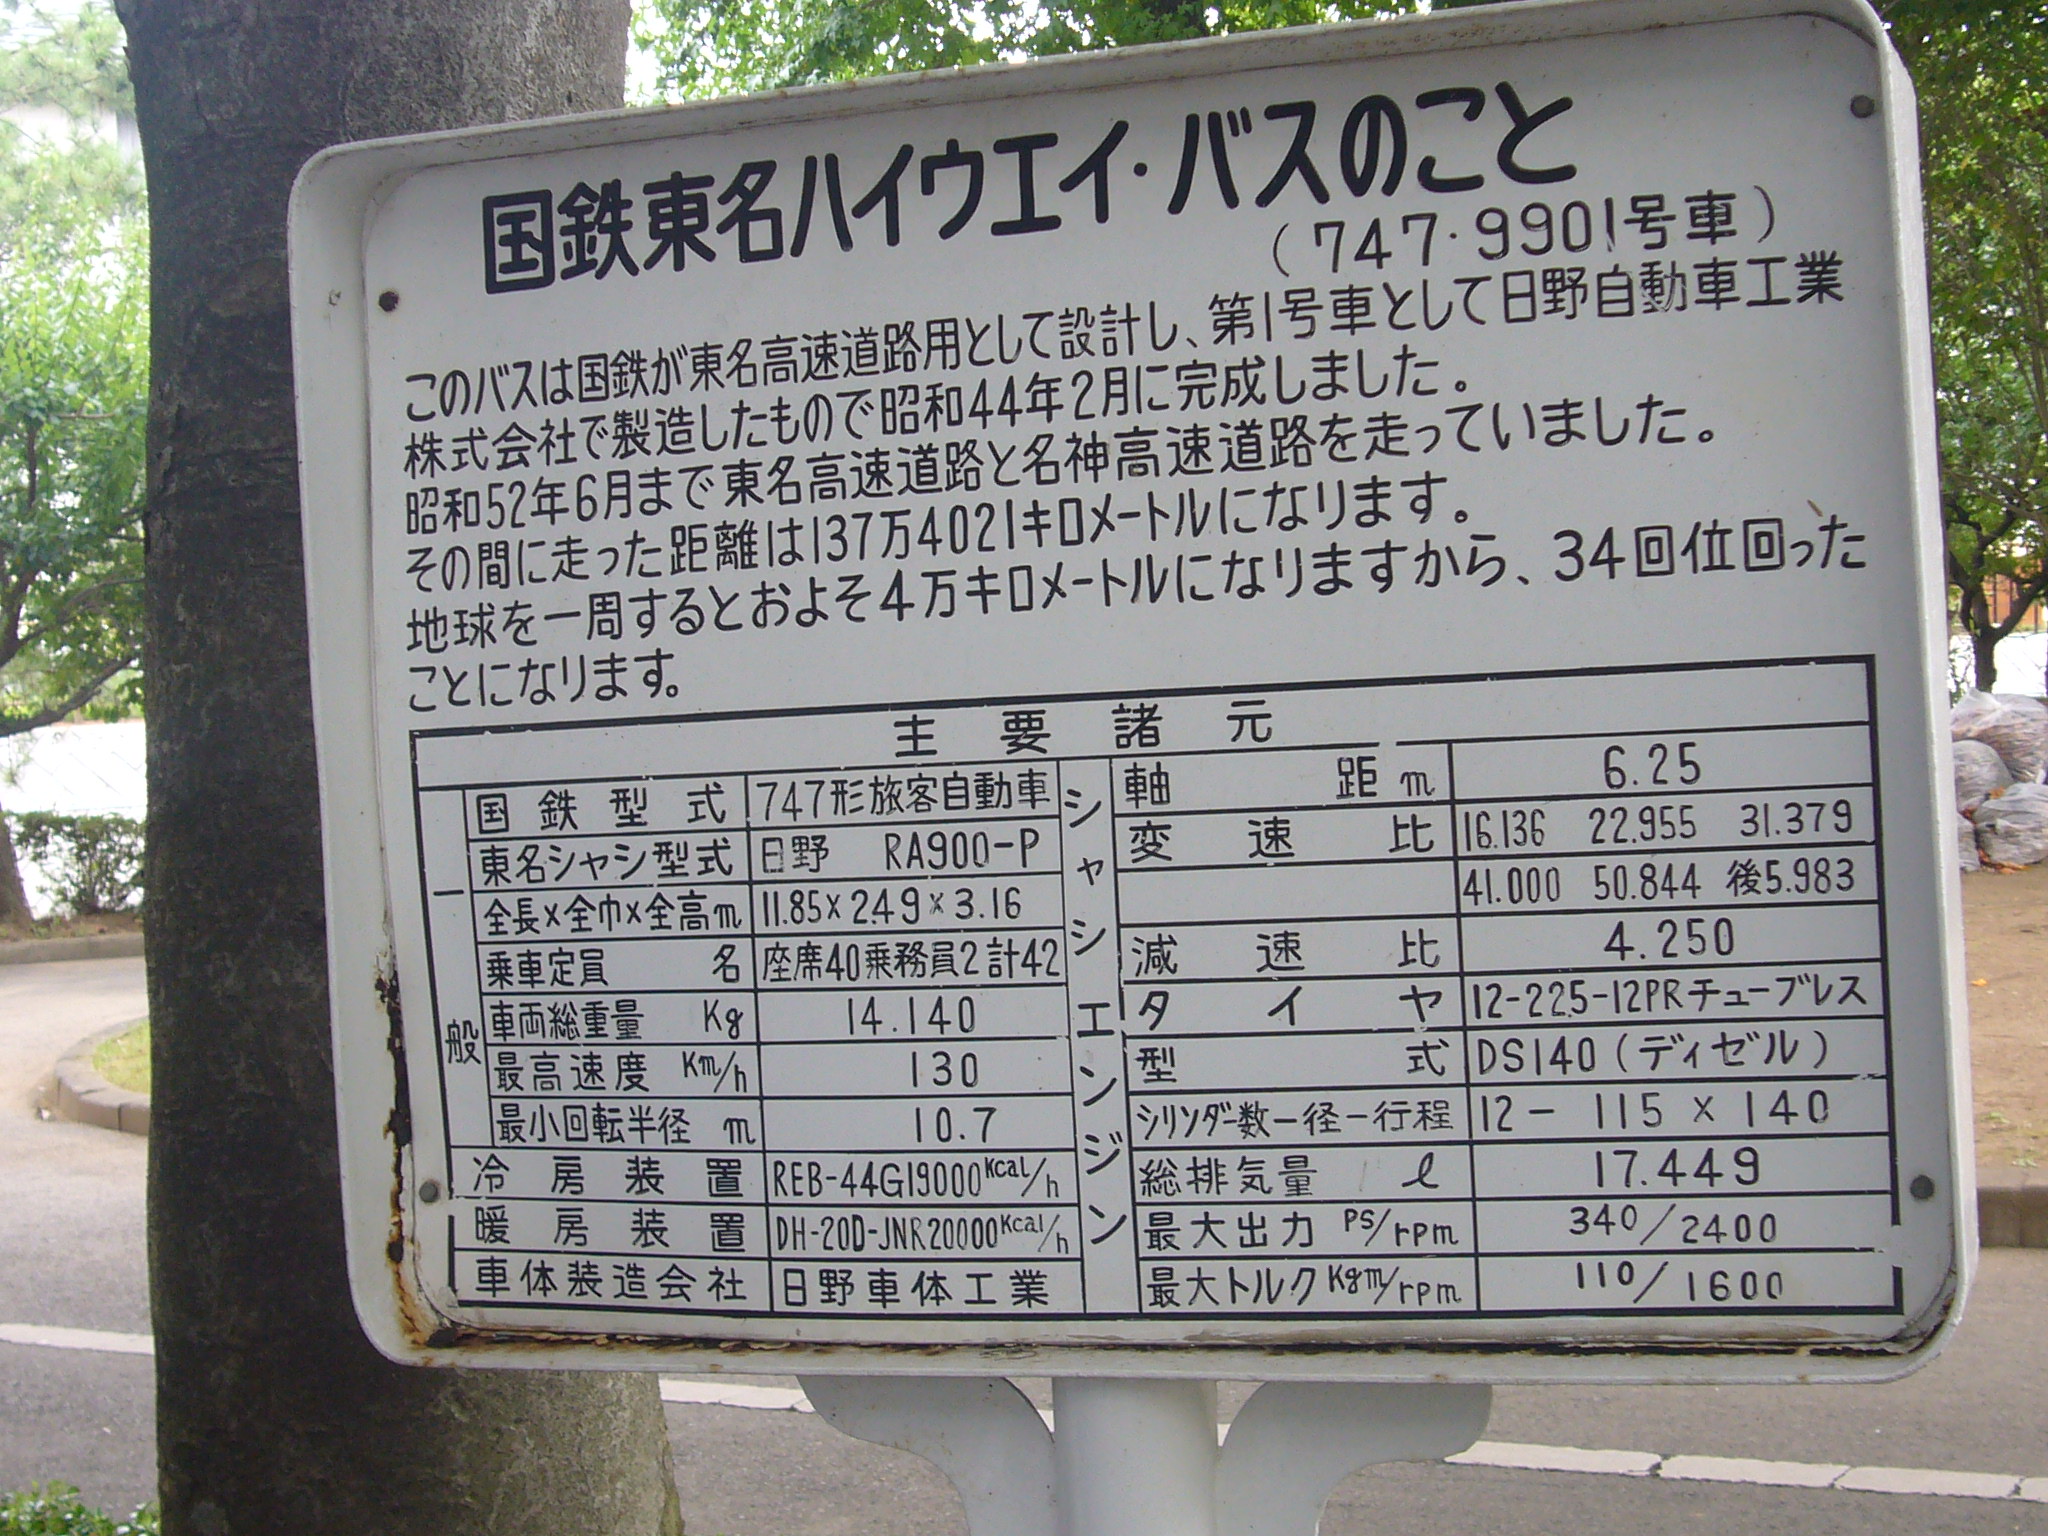 国鉄東名ハイウエイ・バスのこと
(747・9901号車)
このバスは国鉄が東名高速道路用として設計し、第1号車として日野自動車工業
株式会社で製造したもので昭和44年2月に完成しました。
昭和52年6月まで東名高速道路と名神高速道路を走っていました。
その間に走った距離は137万4021キロメートルになります。
地球を一周するとおよそ4万キロメートルになりますから、34回位回った
ことになります。
主要諸元
一般
国鉄型式 747形旅客自動車
東名シャシ型式 日野 RA900-P
全長×全巾×全高m 11.85×2.49×3.16
乗車定員 名 座席40乗務員2計42
車両総重量 Kg 14.140
最高速度 Km/h 130
最小回転半径 m 10.7
冷房装置 REB-44G19000Kcal/h
暖房装置 DH-20D-JNR20000Kcal/h
車体装造会社 日野車体工業
シャシ エンジン
軸距m 6.25
変速比 16.136 22.955 31.379
41.000 50.844 後5.983
減速比 4.250
タイヤ 12-22.5-12PRチューブレス
型式 DS140(ディゼル)
シリンダー数-径-行程 12- 115×140
総排気量 ℓ 17.449
最大出力 PS/rpm 340/2400
最大トルク Kgm/rpm 110/1600